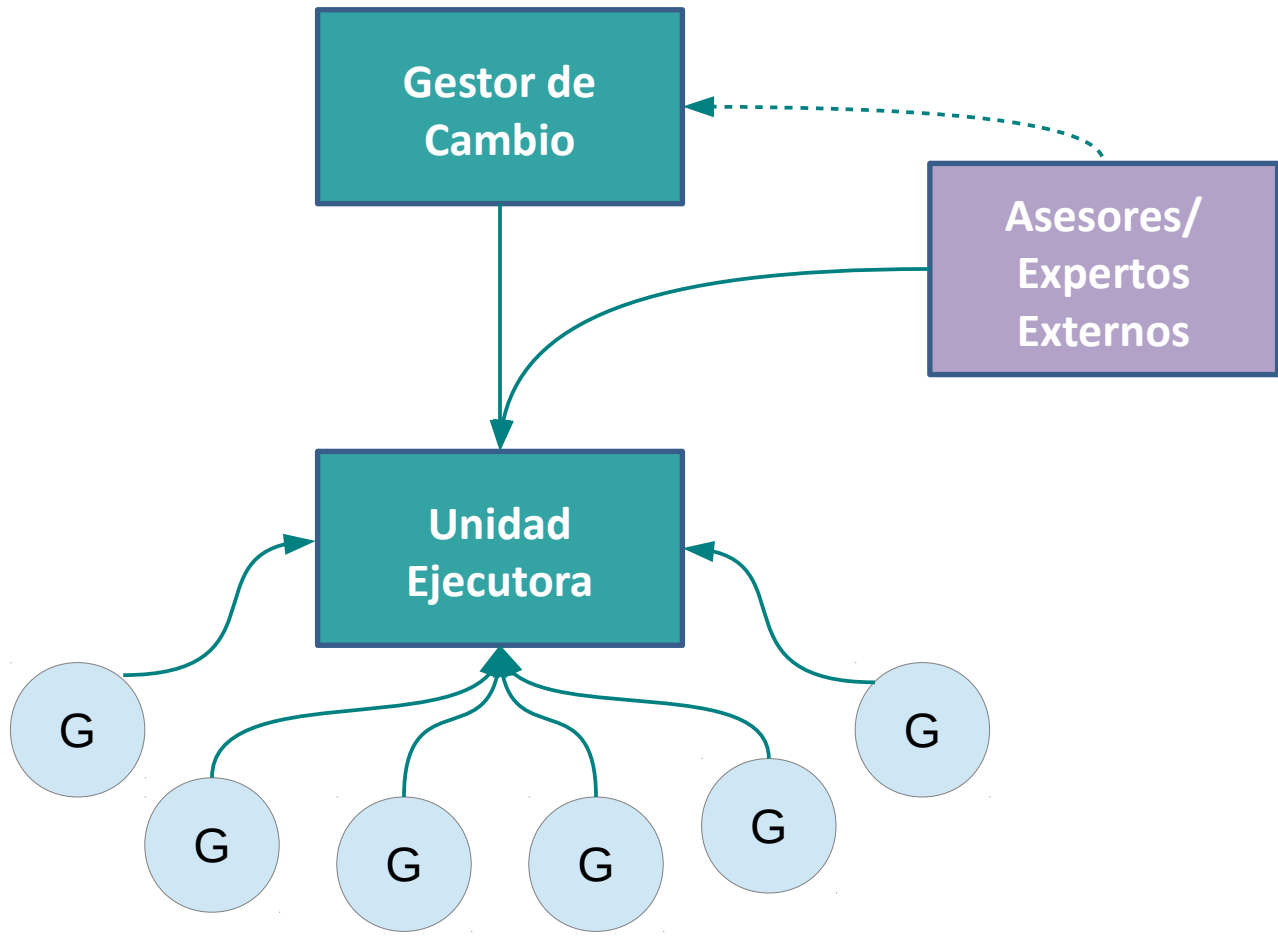 Gestor de
Cambio
Asesores/
Expertos
Externos
Unidad
Ejecutora
G
G
G
G
G
G